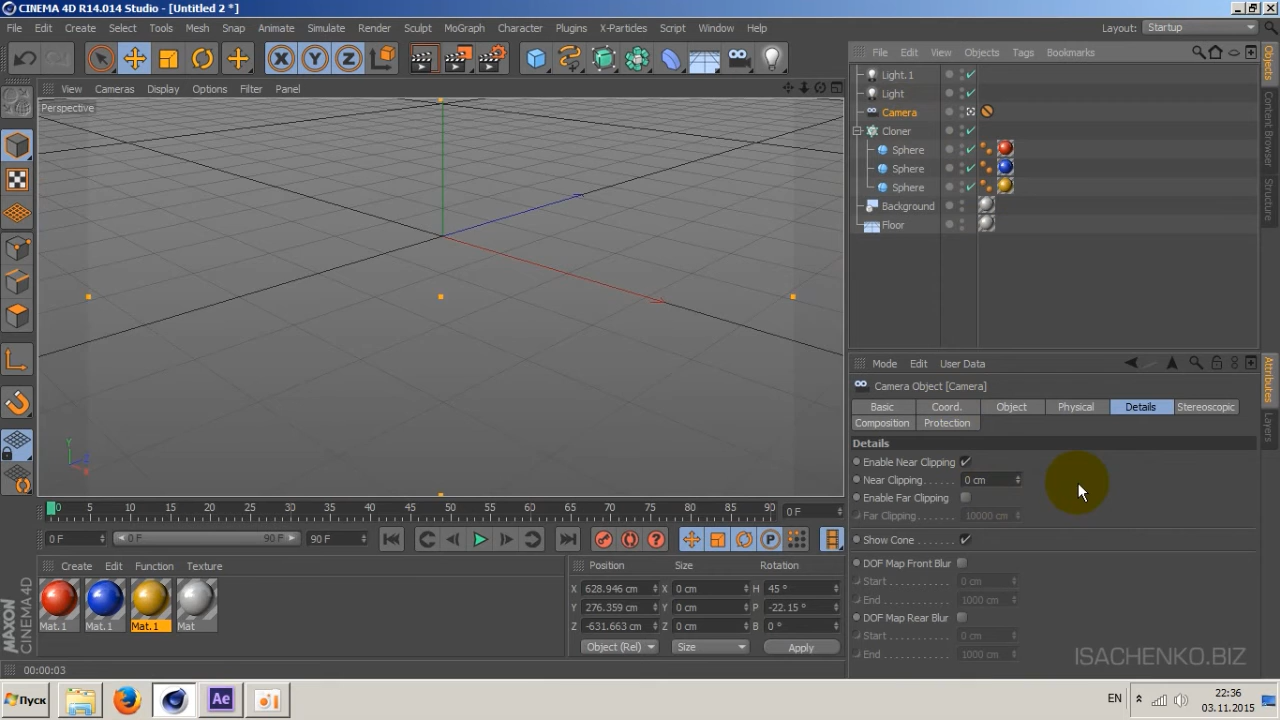 CINEMA 4D R14.014 Studio - [Untitled 2 *]
File Edit Create Select Tools Mesh Snap Animate Simulate Render Sculpt MoGraph Character Plugins X-Particles Script Window Help
Layout: Startup
X Y Z
File Edit View Objects Tags Bookmarks
View Cameras Display Options Filter Panel
Perspective
Light.1
Light
Camera
Cloner
Sphere
Sphere
Sphere
Background
Floor
Objects
Content Browser
Structure
Y
Mode Edit User Data
Camera Object [Camera]
Basic Coord. Object Physical Details Stereoscopic
Composition Protection
Details
Enable Near Clipping
Near Clipping 0 cm
Enable Far Clipping
Far Clipping 10000 cm
Show Cone
DOF Map Front Blur
Start 0 cm
End 1000 cm
DOF Map Rear Blur
Start 0 cm
End 1000 cm
Attributes
Layers
0 5 10 15 20 25 30 35 40 45 50 55 60 65 70 75 80 85 90 0 F
0 F 0 F 90 F 90 F
P
Create Edit Function Texture
Mat.1 Mat.1 Mat.1 Mat
Position Size Rotation
X 628.946 cm X 0 cm H 45 °
Y 276.359 cm Y 0 cm P -22.15 °
Z -631.663 cm Z 0 cm B 0 °
Object (Rel) Size Apply
MAXON CINEMA 4D
00:00:03
ISACHENKO.BIZ
Пуск
Ae
EN
22:36
03.11.2015